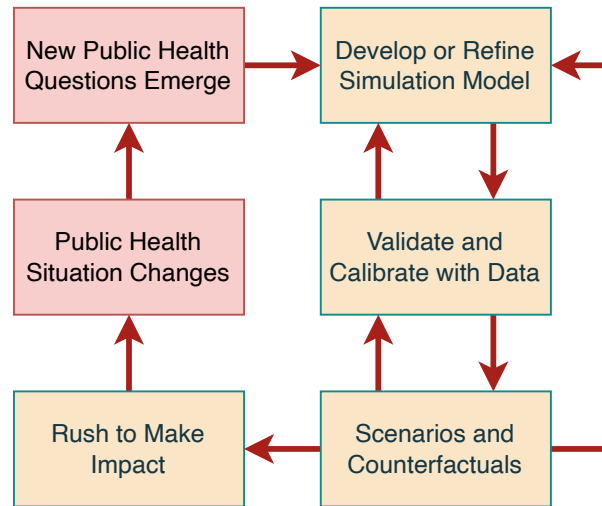 New Public Health
Questions Emerge
Develop or Refine
Simulation Model
Public Health
Situation Changes
Validate and
Calibrate with Data
Rush to Make
Impact
Scenarios and
Counterfactuals